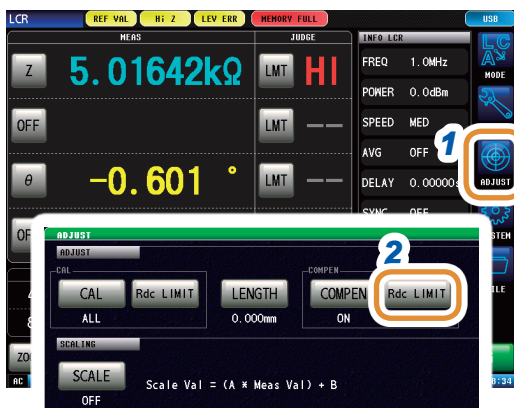 LCR REF VAL Hi Z LEV ERR MEMORY FULL USB
MEAS JUDGE INFO LCR
Z 5.01642kΩ LMT HI
FREQ 1.0MHz
MODE
POWER 0.0dBm
OFF LMT --
SPEED MED
AVG OFF
1
θ -0.601 ° LMT --
DELAY 0.00000s
ADJUST
SYNC OFF
ADJUST
ADJUST
2
CAL COMPEN
CAL Rdc LIMIT LENGTH COMPEN Rdc LIMIT
ALL 0.000mm ON
SCALING
SCALE
Scale Val = (A * Meas Val) + B
OFF
AC